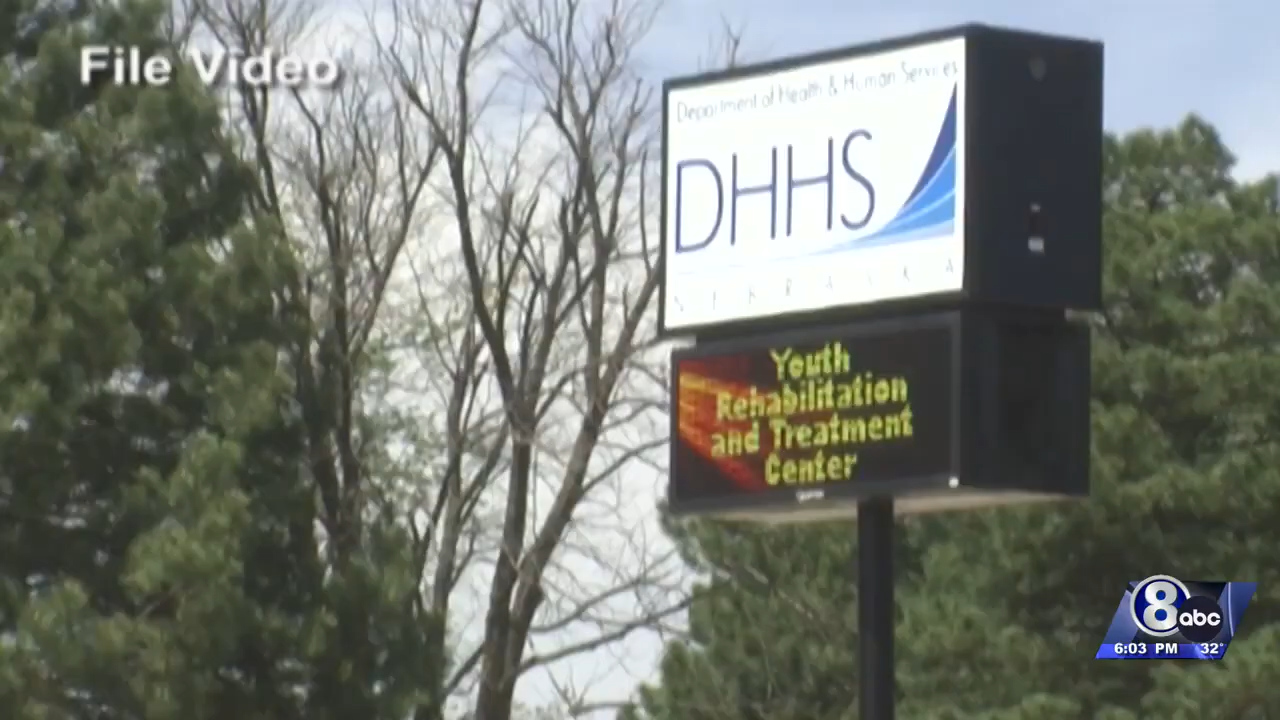 File Video
Department of Health & Human Services
DHHS
NEBRASKA
Youth
Rehabilitation
and Treatment
Center
8 abc
6:03 PM 32°